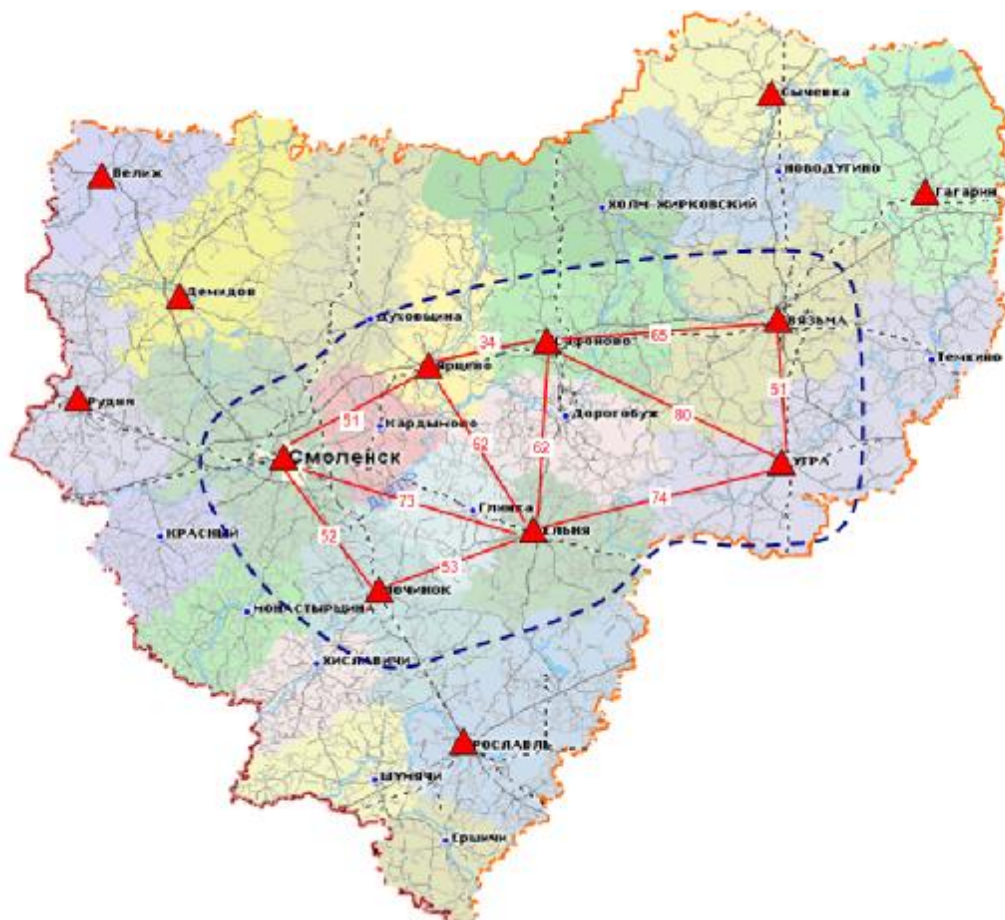 Сычевка
Велиж
НОВОДУГИНО
Гагарин
ХОЛМ-ЖИРКОВСКИЙ
Демидов
Духовщина
ВЯЗЬМА
34
Сафоново
65
Темкино
Ярцево
51
Рудня
51
Дорогобуж
80
Кардымово
62
62
Смоленск
УГРА
73
74
Глинка
КРАСНЫЙ
52
ЕЛЬНЯ
53
ПОЧИНОК
МОНАСТЫРЩИНА
ХИСЛАВИЧИ
РОСЛАВЛЬ
ШУМЯЧИ
Ершичи